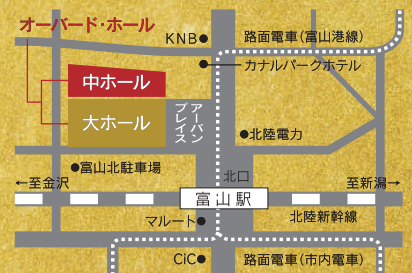 オーバード・ホール
KNB
路面電車(富山港線)
カナルパークホテル
中ホール
大ホール
アーバン
プレイス
北陸電力
富山北駐車場
北口
←至金沢
至新潟→
富山駅
北陸新幹線
マルート
CiC
路面電車(市内電車)